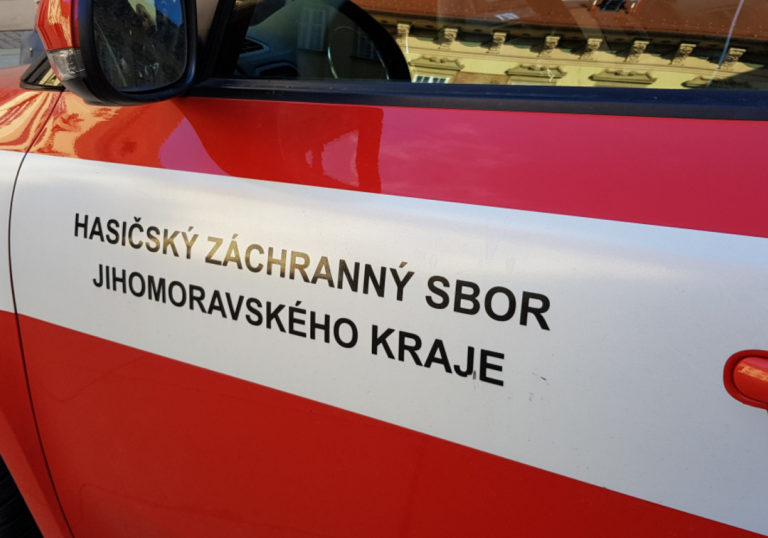 HASIČSKÝ ZÁCHRANNÝ SBOR
JIHOMORAVSKÉHO KRAJE